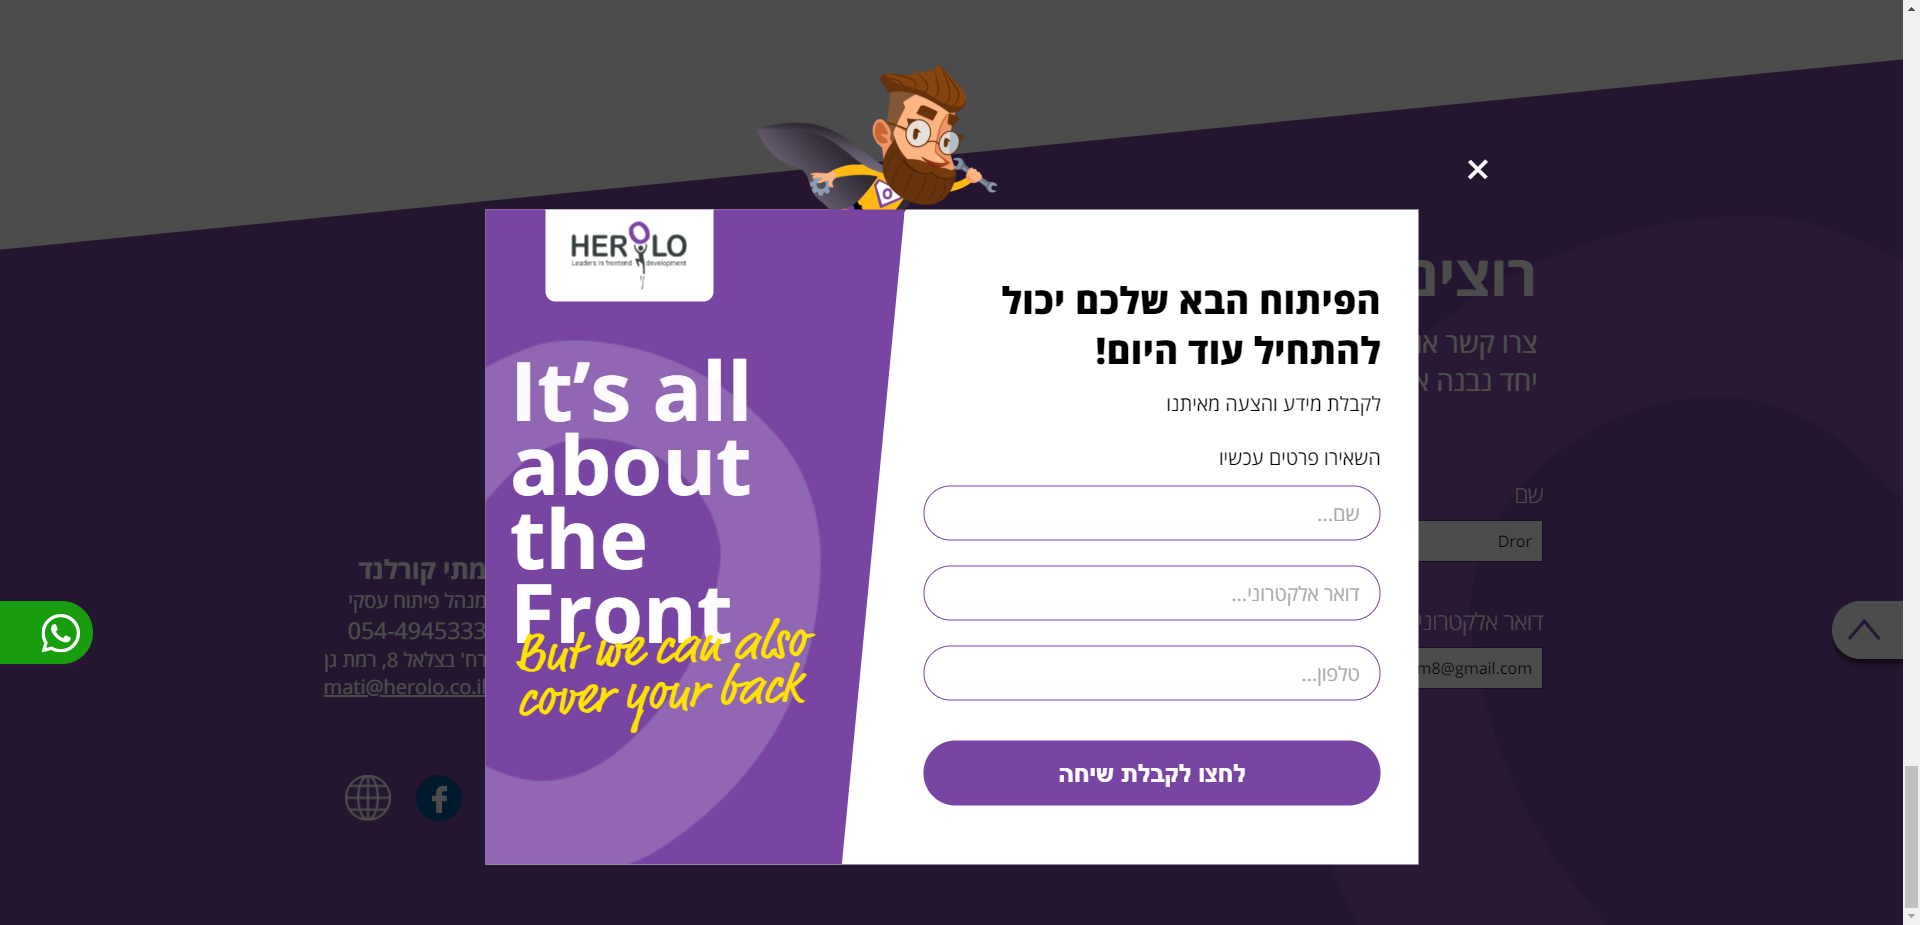 HEROLO
Leaders in frontend development
It's all
about
the
Front
But we can also
cover your back
הפיתוח הבא שלכם יכול
להתחיל עוד היום!
לקבלת מידע והצעה מאיתנו
השאירו פרטים עכשיו
שם...
דואר אלקטרוני...
טלפון...
לחצו לקבלת שיחה
רוצים
צרו קשר
יחד נבנה
שם
Dror
דואר אלקטרוני
m8@gmail.com
מתי קורלנד
מנהל פיתוח עסקי
054-4945333
רח' בצלאל 8, רמת גן
mati@herolo.co.il